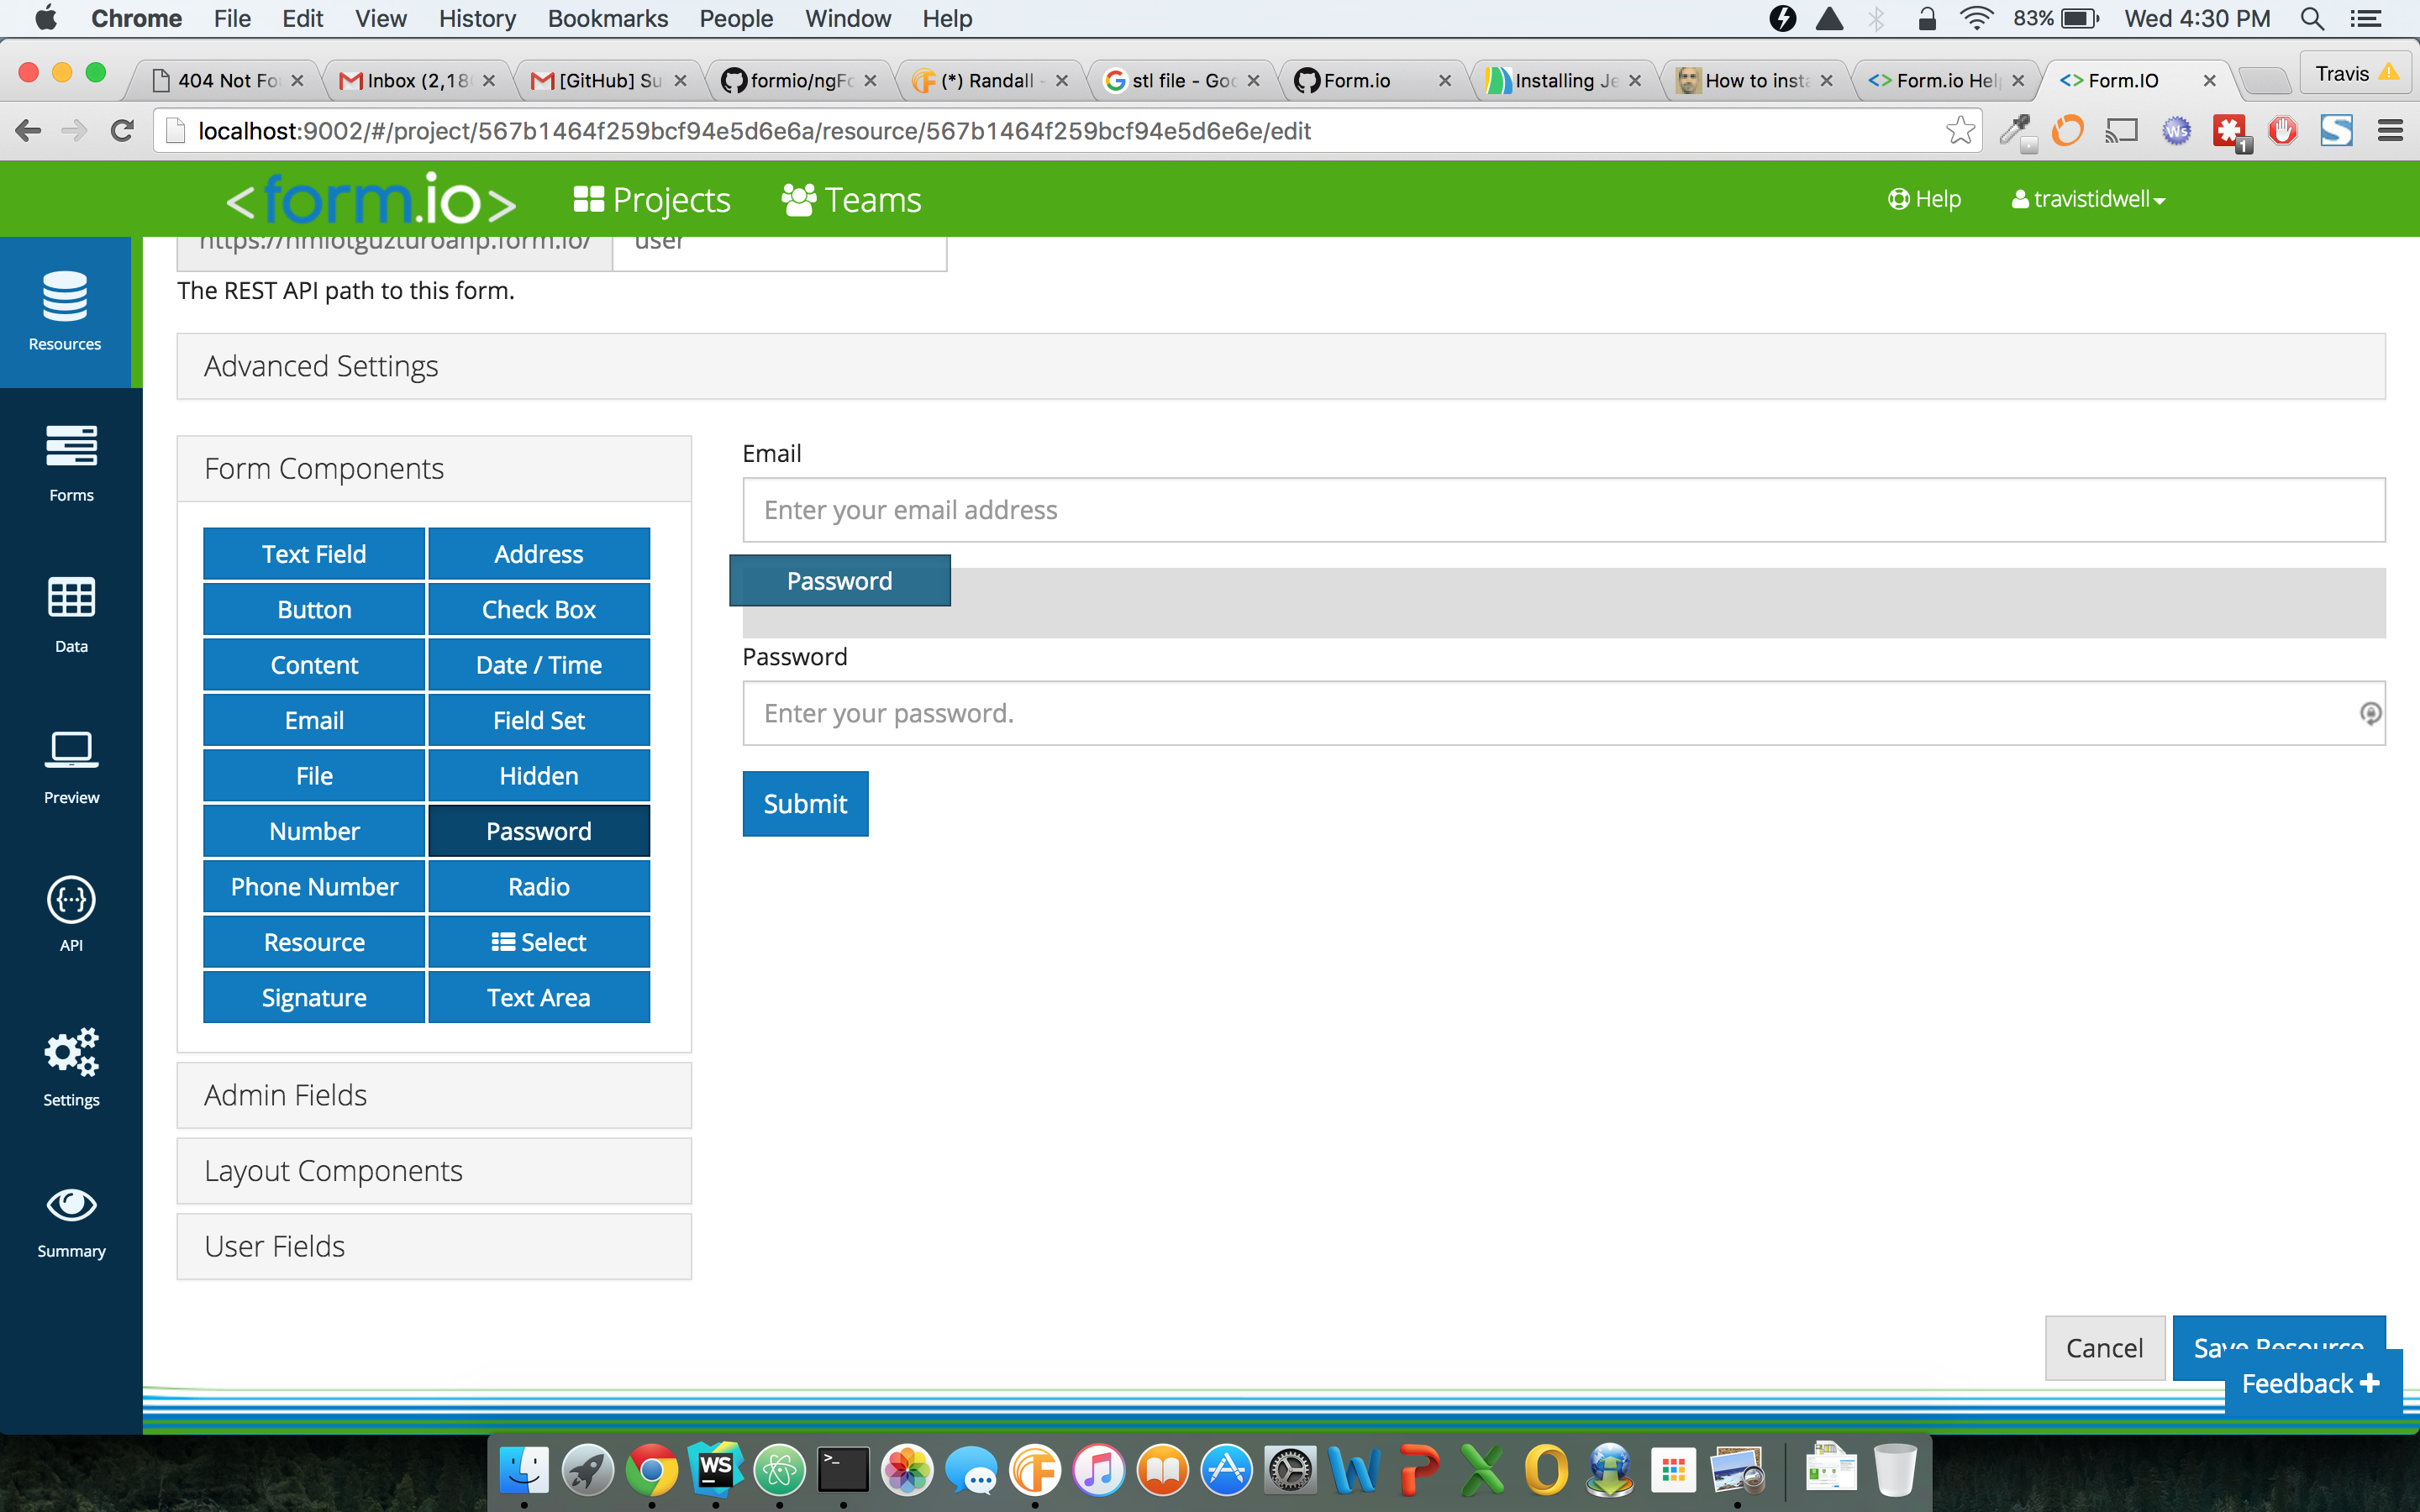 Chrome File Edit View History Bookmarks People Window Help 83% Wed 4:30 PM
404 Not Fo Inbox (2,18 [GitHub] Su formio/ngFo (*) Randall - stl file - Goo Form.io Installing Je How to insta Form.io Help Form.IO Travis
localhost:9002/#/project/567b1464f259bcf94e5d6e6a/resource/567b1464f259bcf94e5d6e6e/edit
<form.io> Projects Teams Help travistidwell
user
The REST API path to this form.
Resources
Forms
Data
Preview
API
Settings
Summary
Advanced Settings
Form Components
Text Field Address
Button Check Box
Content Date / Time
Email Field Set
File Hidden
Number Password
Phone Number Radio
Resource Select
Signature Text Area
Admin Fields
Layout Components
User Fields
Email
Enter your email address
Password
Password
Enter your password.
Submit
Cancel Save Resource
Feedback +
WS